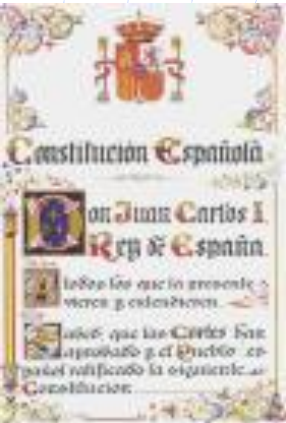 Constitución Española
Don Juan Carlos I
Rey de España
A todos los que la presente
vieren y entendieren.
Sabed: que las Cortes han
aprobado y el Pueblo es-
pañol ratificado la siguiente
Constitución